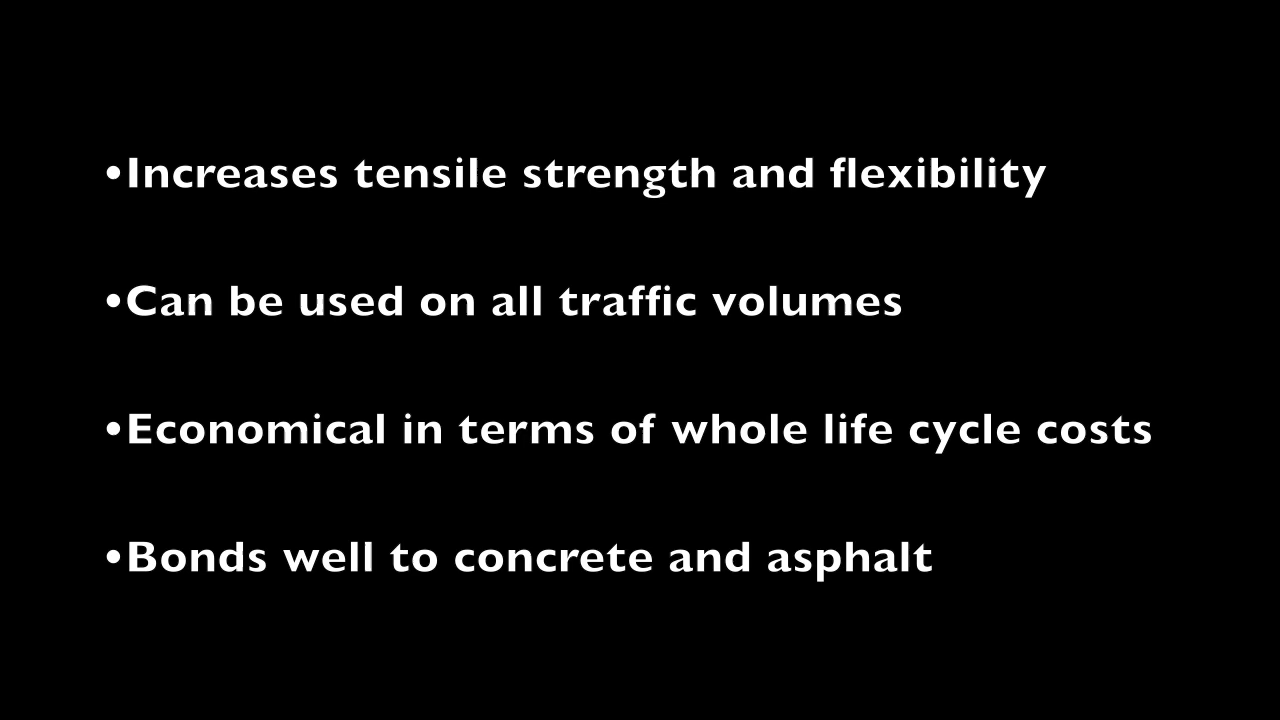 •Increases tensile strength and flexibility
•Can be used on all traffic volumes
•Economical in terms of whole life cycle costs
•Bonds well to concrete and asphalt